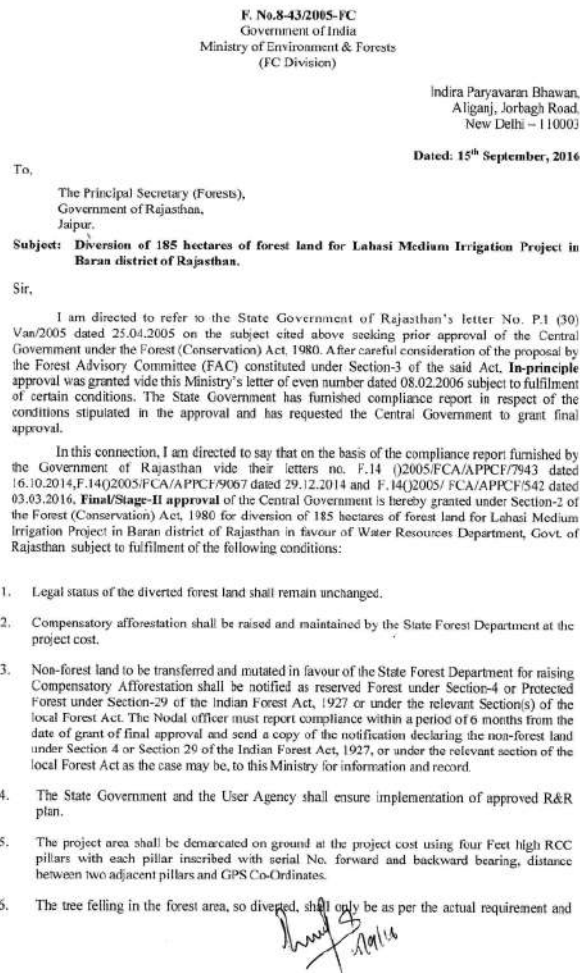 F. No.8-43/2005-FC
Government of India
Ministry of Environment & Forests
(FC Division)
Indira Paryavaran Bhawan,
Aliganj, Jorbagh Road,
New Delhi – 110003
Dated: 15th September, 2016
To,
The Principal Secretary (Forests),
Government of Rajasthan,
Jaipur.
Subject: Diversion of 185 hectares of forest land for Lahasi Medium Irrigation Project in
Baran district of Rajasthan.
Sir,
I am directed to refer to the State Government of Rajasthan's letter No. P.1 (30)
Van/2005 dated 25.04.2005 on the subject cited above seeking prior approval of the Central
Government under the Forest (Conservation) Act, 1980. After careful consideration of the proposal by
the Forest Advisory Committee (FAC) constituted under Section-3 of the said Act, In-principle
approval was granted vide this Ministry's letter of even number dated 08.02.2006 subject to fulfilment
of certain conditions. The State Government has furnished compliance report in respect of the
conditions stipulated in the approval and has requested the Central Government to grant final
approval.
In this connection, I am directed to say that on the basis of the compliance report furnished by
the Government of Rajasthan vide their letters no. F.14 ()2005/FCA/APPCF/7943 dated
16.10.2014,F.14()2005/FCA/APPCF/9067 dated 29.12.2014 and F.14()2005/ FCA/APPCF/542 dated
03.03.2016, Final/Stage-II approval of the Central Government is hereby granted under Section-2 of
the Forest (Conservation) Act, 1980 for diversion of 185 hectares of forest land for Lahasi Medium
Irrigation Project in Baran district of Rajasthan in favour of Water Resources Department, Govt. of
Rajasthan subject to fulfilment of the following conditions:
1. Legal status of the diverted forest land shall remain unchanged.
2. Compensatory afforestation shall be raised and maintained by the State Forest Department at the
project cost.
3. Non-forest land to be transferred and mutated in favour of the State Forest Department for raising
Compensatory Afforestation shall be notified as reserved Forest under Section-4 or Protected
Forest under Section-29 of the Indian Forest Act, 1927 or under the relevant Section(s) of the
local Forest Act. The Nodal officer must report compliance within a period of 6 months from the
date of grant of final approval and send a copy of the notification declaring the non-forest land
under Section 4 or Section 29 of the Indian Forest Act, 1927, or under the relevant section of the
local Forest Act as the case may be, to this Ministry for information and record.
4. The State Government and the User Agency shall ensure implementation of approved R&R
plan.
5. The project area shall be demarcated on ground at the project cost using four Feet high RCC
pillars with each pillar inscribed with serial No. forward and backward bearing, distance
between two adjacent pillars and GPS Co-Ordinates.
6. The tree felling in the forest area, so diverted, shall only be as per the actual requirement and